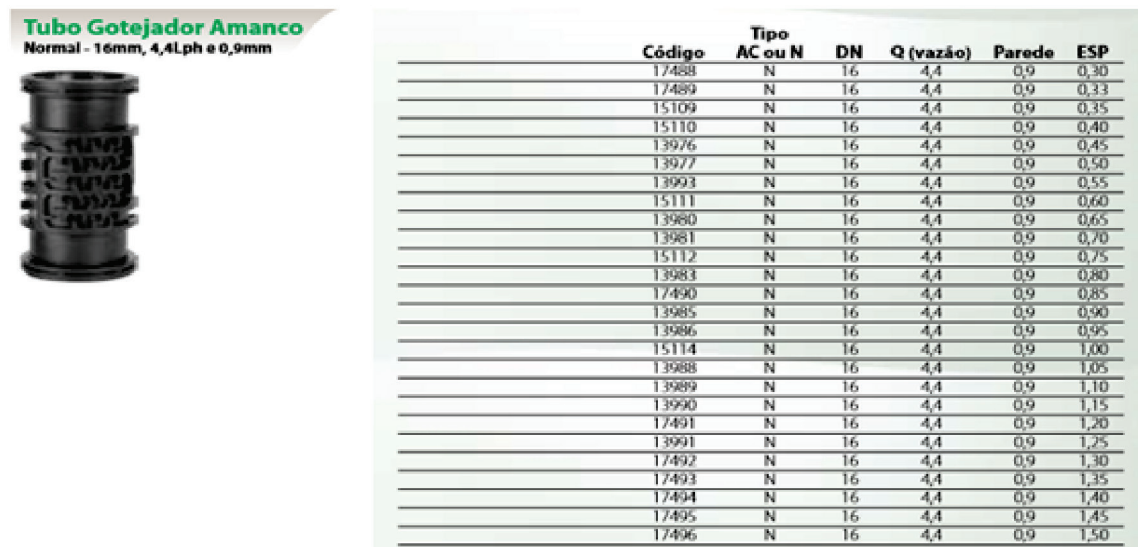 Tubo Gotejador Amanco
Normal - 16mm, 4,4Lph e 0,9mm
Tipo
Código AC ou N DN Q (vazão) Parede ESP
17488 N 16 4,4 0,9 0,30
17489 N 16 4,4 0,9 0,33
15109 N 16 4,4 0,9 0,35
15110 N 16 4,4 0,9 0,40
13976 N 16 4,4 0,9 0,45
13977 N 16 4,4 0,9 0,50
13993 N 16 4,4 0,9 0,55
15111 N 16 4,4 0,9 0,60
13980 N 16 4,4 0,9 0,65
13981 N 16 4,4 0,9 0,70
15112 N 16 4,4 0,9 0,75
13983 N 16 4,4 0,9 0,80
17490 N 16 4,4 0,9 0,85
13985 N 16 4,4 0,9 0,90
13986 N 16 4,4 0,9 0,95
15114 N 16 4,4 0,9 1,00
13988 N 16 4,4 0,9 1,05
13989 N 16 4,4 0,9 1,10
13990 N 16 4,4 0,9 1,15
17491 N 16 4,4 0,9 1,20
13991 N 16 4,4 0,9 1,25
17492 N 16 4,4 0,9 1,30
17493 N 16 4,4 0,9 1,35
17494 N 16 4,4 0,9 1,40
17495 N 16 4,4 0,9 1,45
17496 N 16 4,4 0,9 1,50